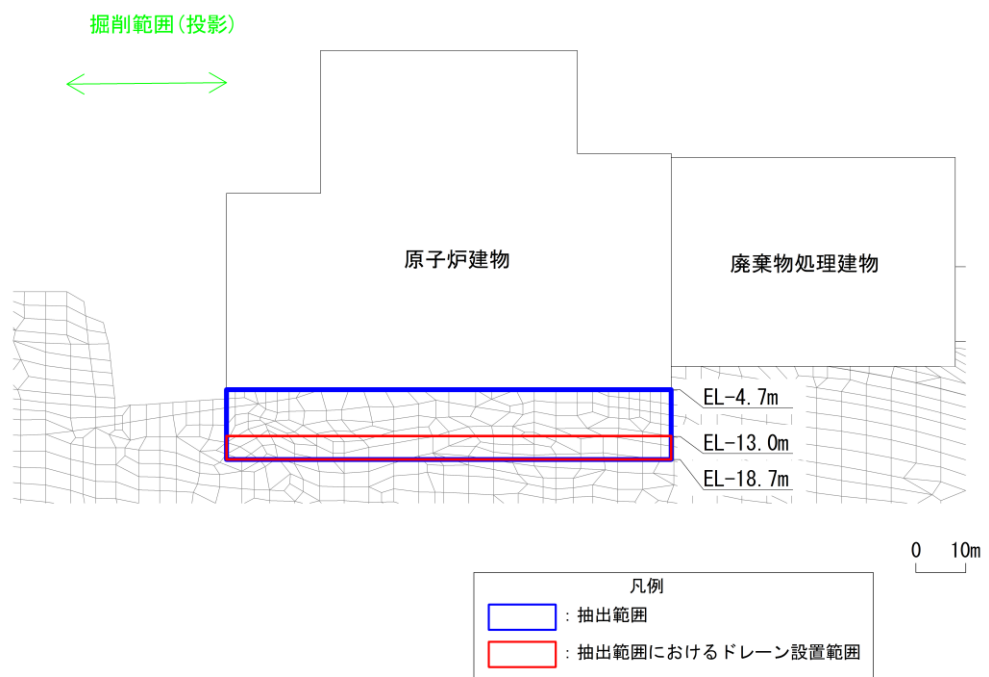 掘削範囲(投影)
原子炉建物
廃棄物処理建物
EL-4.7m
EL-13.0m
EL-18.7m
0 10m
凡例
：抽出範囲
：抽出範囲におけるドレーン設置範囲